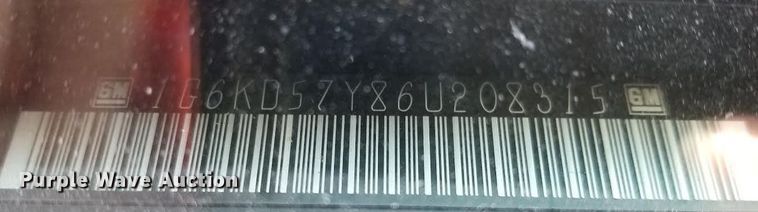 GM 1G6KD57Y86U208315 GM
Purple Wave Auction